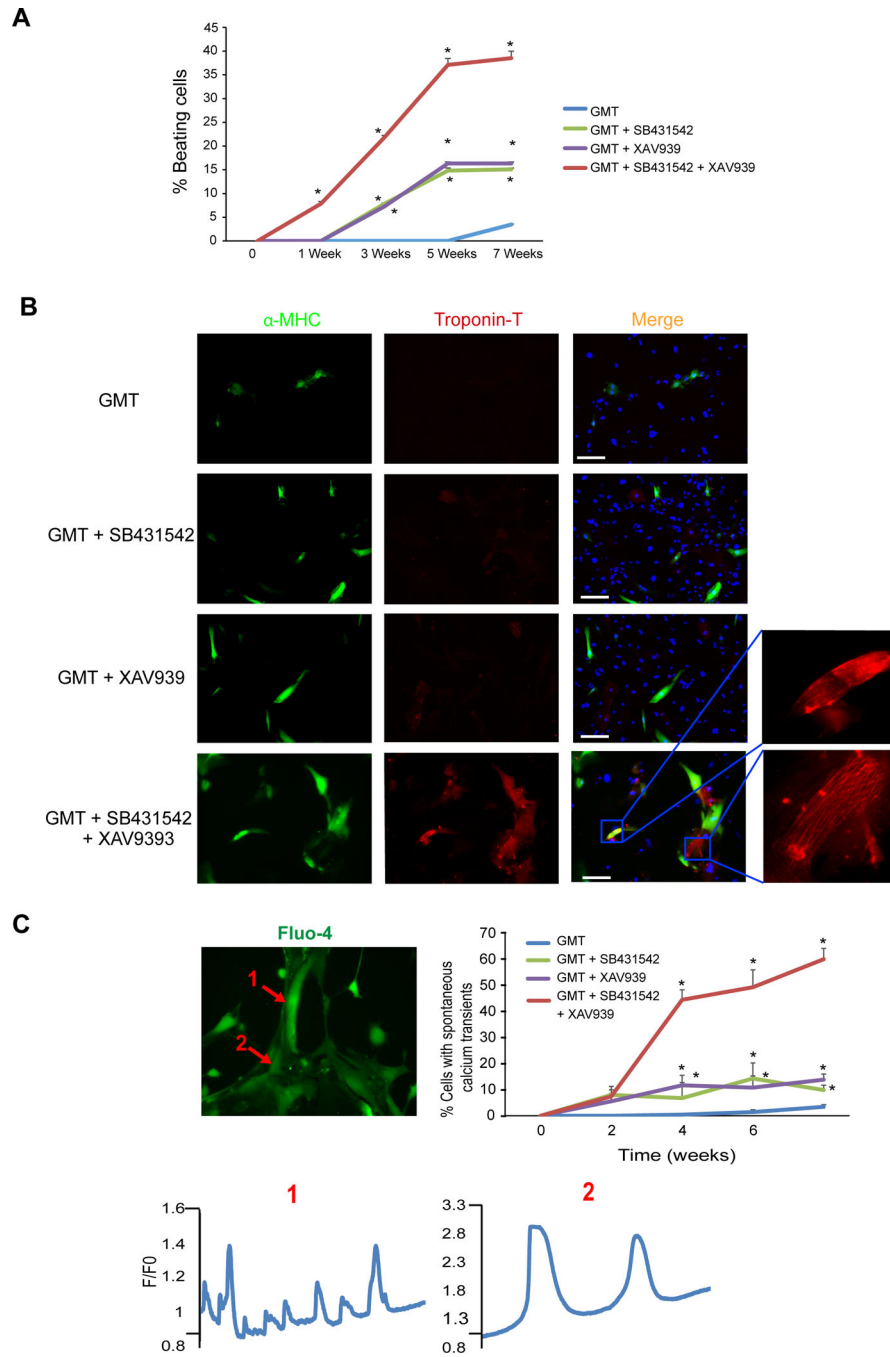 A
% Beating cells
45
40
35
30
25
20
15
10
5
0
0 1 Week 3 Weeks 5 Weeks 7 Weeks
* * * * * * * * *
GMT
GMT + SB431542
GMT + XAV939
GMT + SB431542 + XAV939
B
α-MHC Troponin-T Merge
GMT
GMT + SB431542
GMT + XAV939
GMT + SB431542
+ XAV9393
C
Fluo-4
1
2
% Cells with spontaneous
calcium transients
70
60
50
40
30
20
10
0
0 2 4 6
Time (weeks)
* * * * * * * * *
GMT
GMT + SB431542
GMT + XAV939
GMT + SB431542
+ XAV939
1
F/F0
1.6
1.4
1.2
1
0.8
2
3.3
2.8
2.3
1.8
1.3
0.8